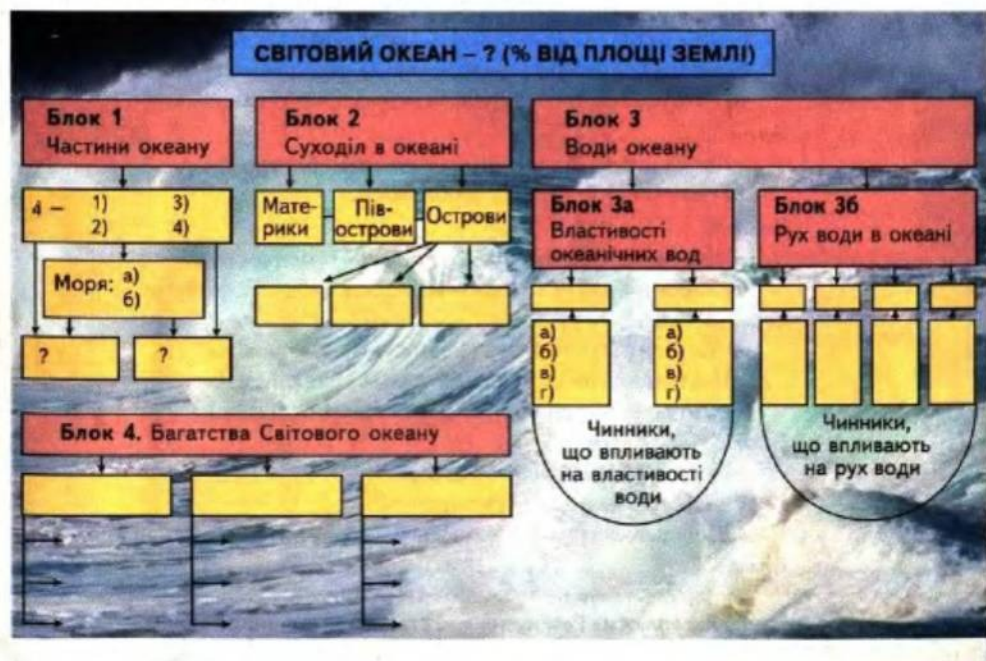 СВІТОВИЙ ОКЕАН – ? (% ВІД ПЛОЩІ ЗЕМЛІ)
Блок 1
Частини океану
4 – 1) 3)
2) 4)
Моря: а)
б)
? ?
Блок 2
Суходіл в океані
Мате-
рики
Пів-
острови
Острови
Блок 3
Води океану
Блок 3а
Властивості
океанічних вод
а)
б)
в)
г)
а)
б)
в)
г)
Чинники,
що впливають
на властивості
води
Блок 3б
Рух води в океані
Чинники,
що впливають
на рух води
Блок 4. Багатства Світового океану